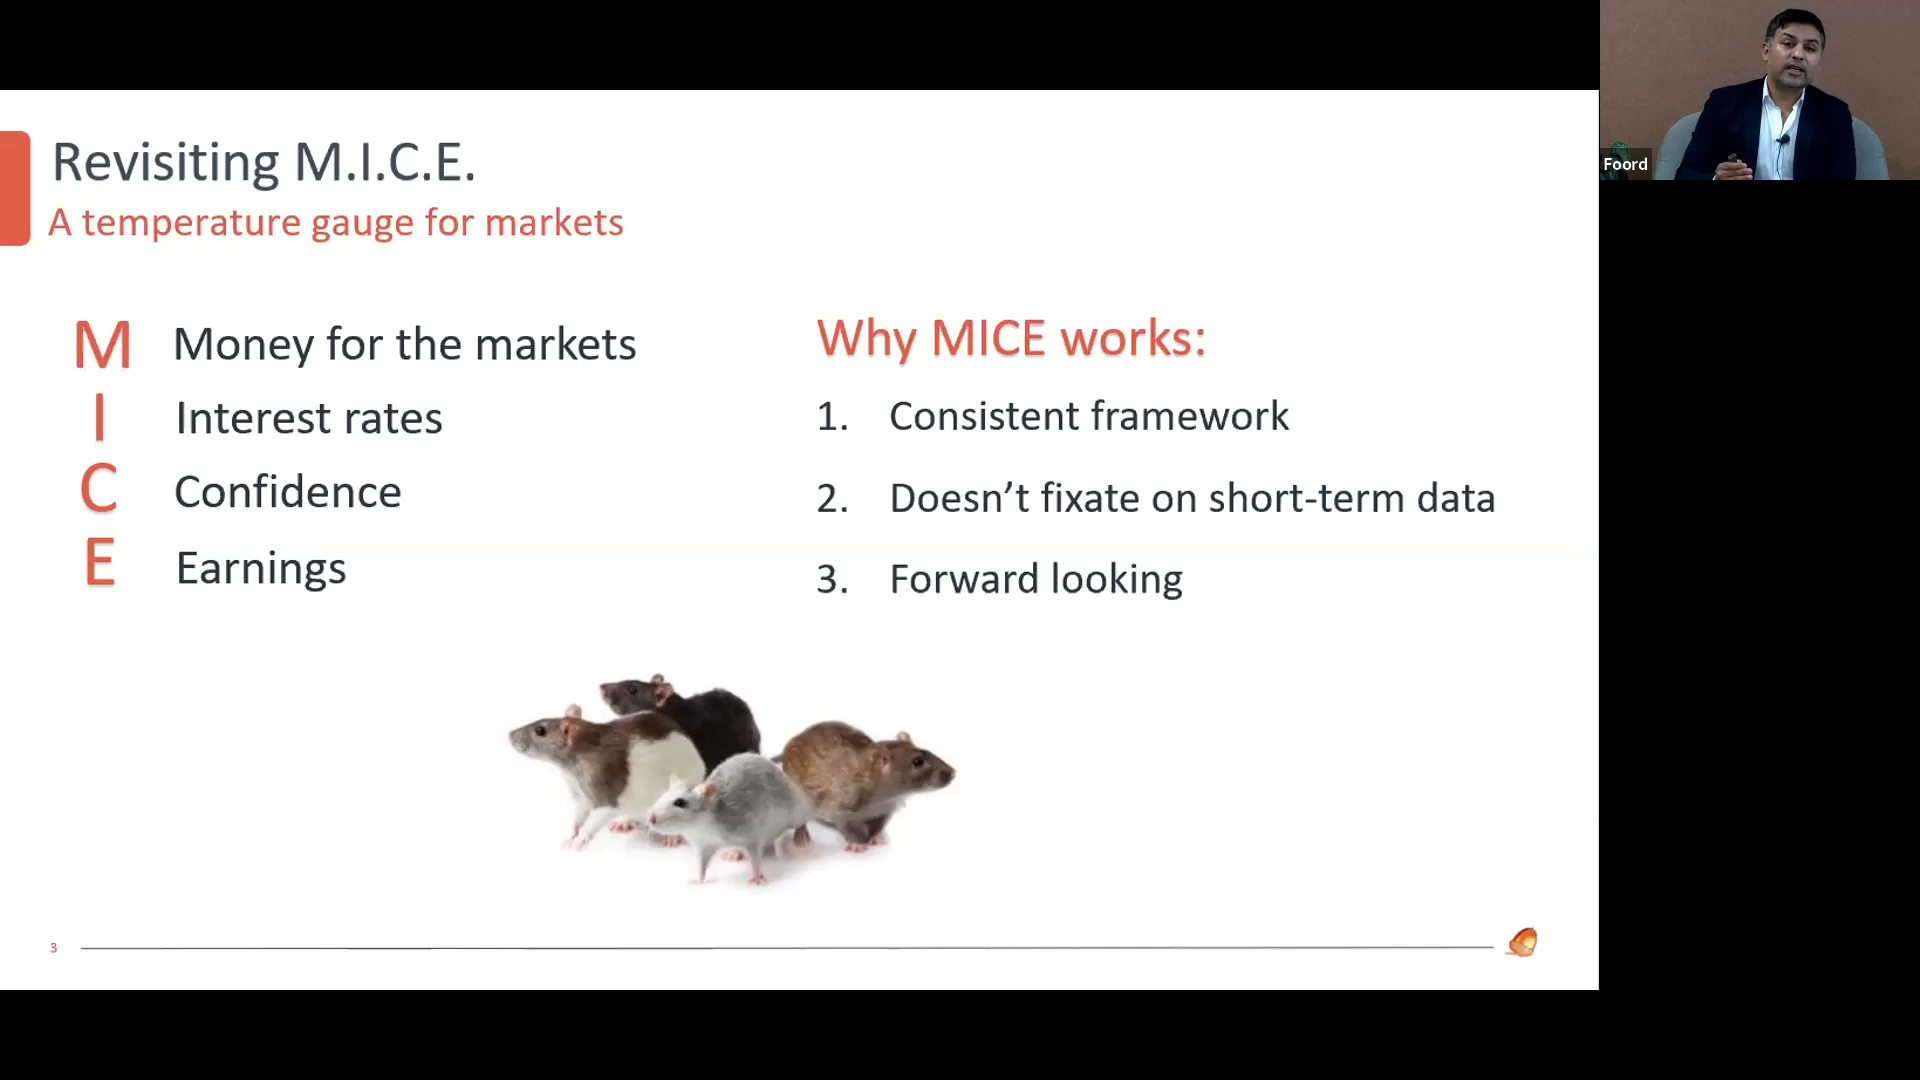 Revisiting M.I.C.E.
A temperature gauge for markets
M Money for the markets
I Interest rates
C Confidence
E Earnings
Why MICE works:
1. Consistent framework
2. Doesn’t fixate on short-term data
3. Forward looking
3
Foord